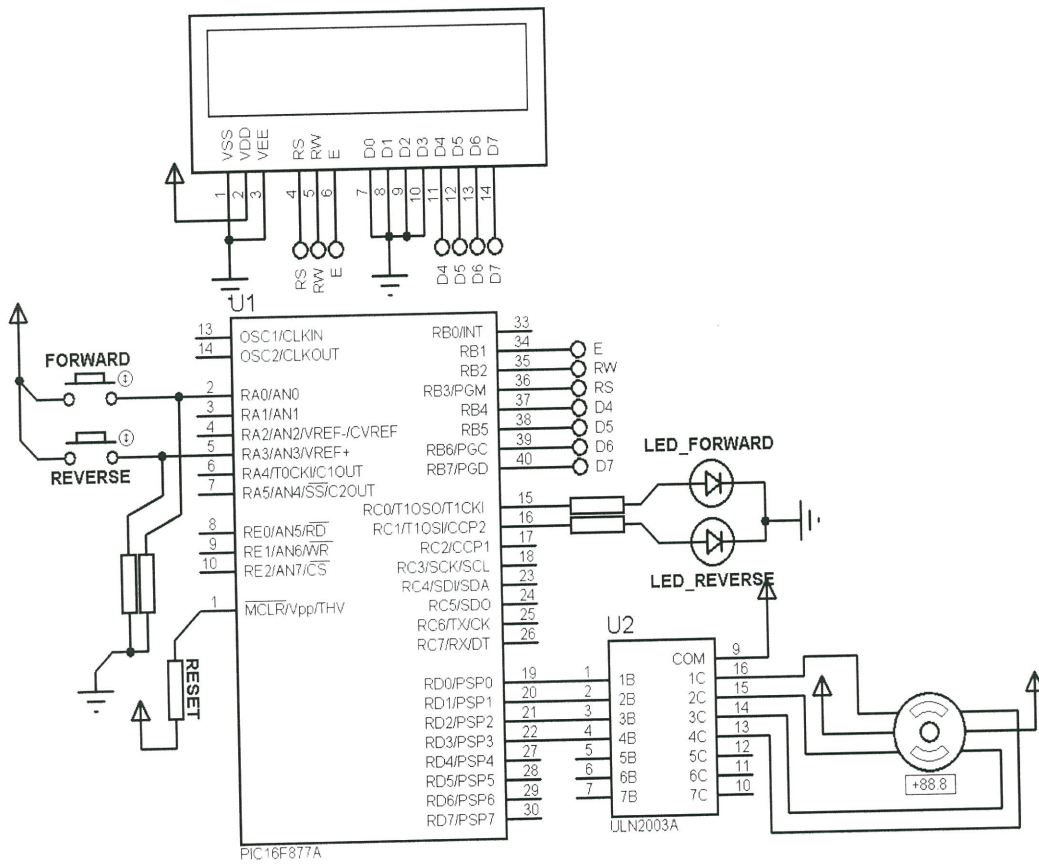 VSS VDD VEE RS RW E D0 D1 D2 D3 D4 D5 D6 D7
1 2 3 4 5 6 7 8 9 10 11 12 13 14
RS RW E D4 D5 D6 D7
U1
13 OSC1/CLKIN
14 OSC2/CLKOUT
FORWARD
2 RA0/AN0
3 RA1/AN1
4 RA2/AN2/VREF-/CVREF
5 RA3/AN3/VREF+
REVERSE
6 RA4/T0CKI/C1OUT
7 RA5/AN4/SS/C2OUT
8 RE0/AN5/RD
9 RE1/AN6/WR
10 RE2/AN7/CS
1 MCLR/Vpp/THV
RESET
RB0/INT 33
RB1 34 E
RB2 35 RW
RB3/PGM 36 RS
RB4 37 D4
RB5 38 D5
RB6/PGC 39 D6
RB7/PGD 40 D7
RC0/T1OSO/T1CKI 15
RC1/T1OSI/CCP2 16
RC2/CCP1 17
RC3/SCK/SCL 18
RC4/SDI/SDA 23
RC5/SDO 24
RC6/TX/CK 25
RC7/RX/DT 26
RD0/PSP0 19
RD1/PSP1 20
RD2/PSP2 21
RD3/PSP3 22
RD4/PSP4 27
RD5/PSP5 28
RD6/PSP6 29
RD7/PSP7 30
PIC16F877A
LED_FORWARD
LED_REVERSE
U2
COM 9
1 1B 1C 16
2 2B 2C 15
3 3B 3C 14
4 4B 4C 13
5 5B 5C 12
6 6B 6C 11
7 7B 7C 10
ULN2003A
+88.8